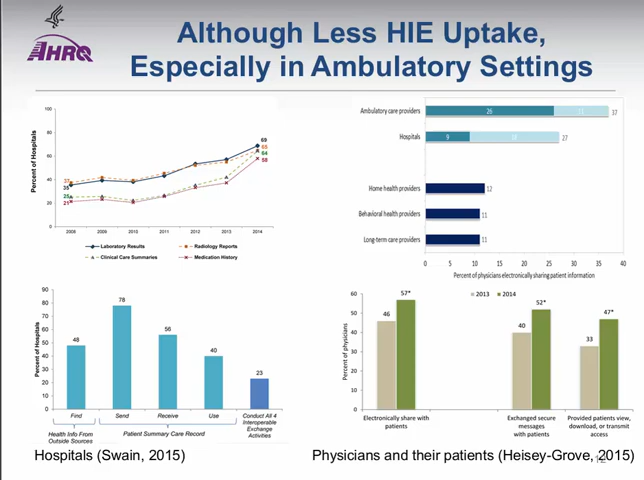 AHRQ
Although Less HIE Uptake,
Especially in Ambulatory Settings
Percent of Hospitals
100
80
60
40
20
0
37
35
25
21
69
65
64
58
2008 2009 2010 2011 2012 2013 2014
Laboratory Results Radiology Reports
Clinical Care Summaries Medication History
Ambulatory care providers 26 11 37
Hospitals 9 18 27
Home health providers 12
Behavioral health providers 11
Long-term care providers 11
0 5 10 15 20 25 30 35 40
Percent of physicians electronically sharing patient information
Percent of Hospitals
90
80
70
60
50
40
30
20
10
0
48 78 56 40 23
Find Send Receive Use Conduct All 4
Interoperable
Exchange
Activities
Health Info From
Outside Sources
Patient Summary Care Record
Percent of physicians
60
50
40
30
20
10
0
2013 2014
46 57* 40 52* 33 47*
Electronically share with
patients
Exchanged secure
messages
with patients
Provided patients view,
download, or transmit
access
Hospitals (Swain, 2015)
Physicians and their patients (Heisey-Grove, 2015)
12